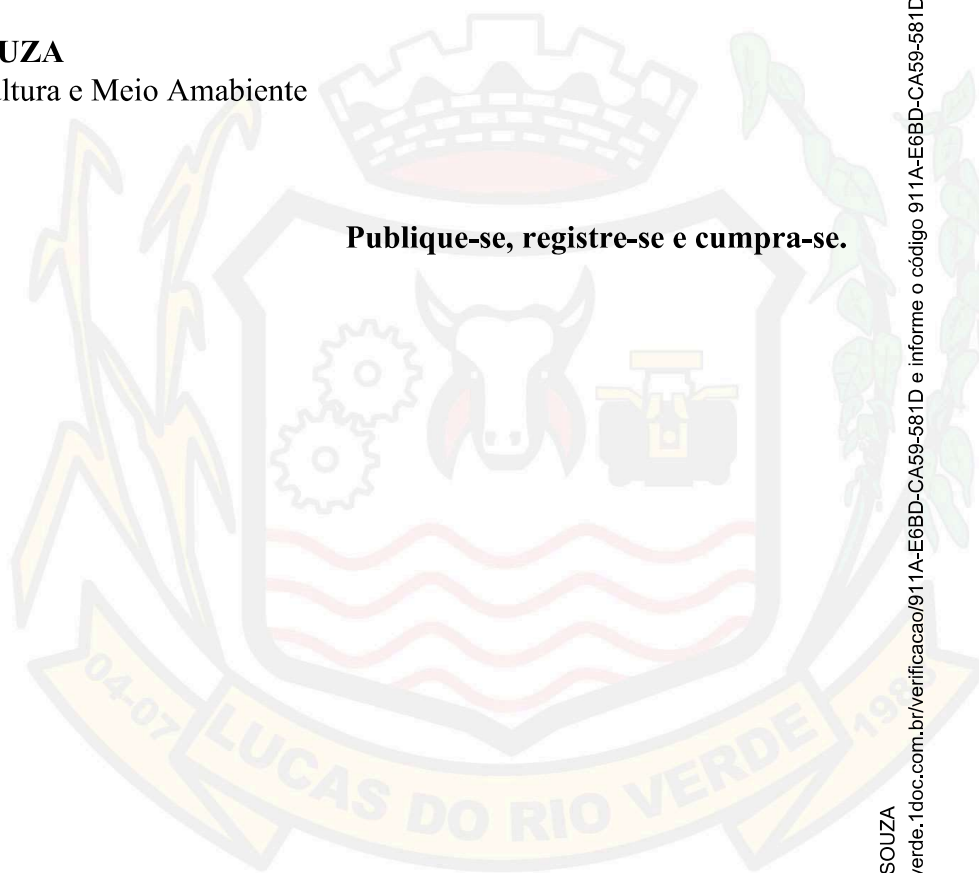 UZA
ltura e Meio Amabiente
Publique-se, registre-se e cumpra-se.
04-07
LUCAS DO RIO VERDE
1988
SOUZA
verde.1doc.com.br/verificacao/911A-E6BD-CA59-581D e informe o código 911A-E6BD-CA59-581D